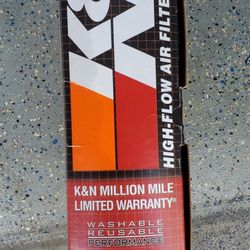 K&N
HIGH-FLOW AIR FILTER
K&N MILLION MILE
LIMITED WARRANTY®
WASHABLE
REUSABLE
PERFORMANCE